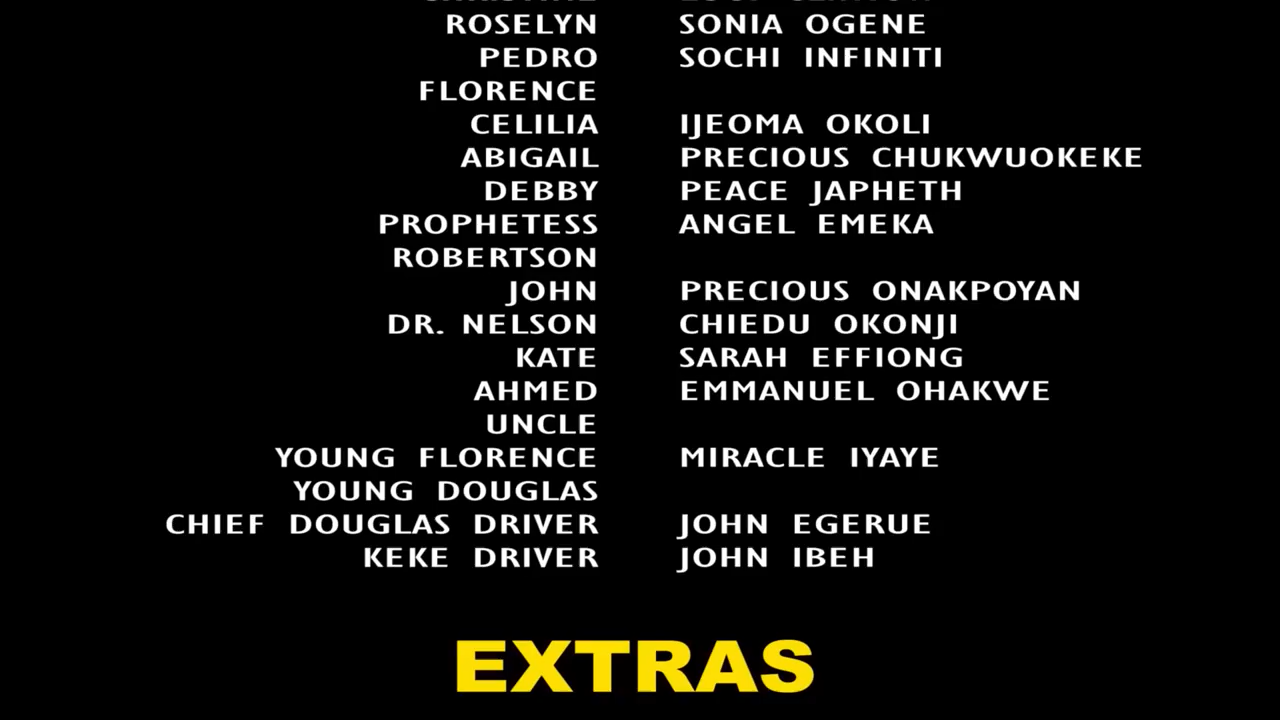 ROSELYN SONIA OGENE
PEDRO SOCHI INFINITI
FLORENCE
CELILIA IJEOMA OKOLI
ABIGAIL PRECIOUS CHUKWUOKEKE
DEBBY PEACE JAPHETH
PROPHETESS ANGEL EMEKA
ROBERTSON
JOHN PRECIOUS ONAKPOYAN
DR. NELSON CHIEDU OKONJI
KATE SARAH EFFIONG
AHMED EMMANUEL OHAKWE
UNCLE
YOUNG FLORENCE MIRACLE IYAYE
YOUNG DOUGLAS
CHIEF DOUGLAS DRIVER JOHN EGERUE
KEKE DRIVER JOHN IBEH
EXTRAS